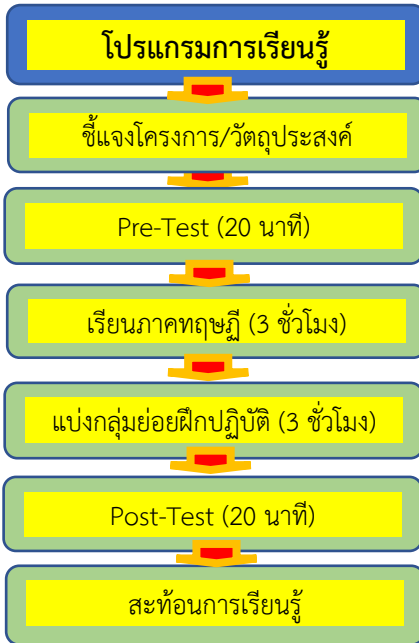 โปรแกรมการเรียนรู้
ชี้แจงโครงการ/วัตถุประสงค์
Pre-Test (20 นาที)
เรียนภาคทฤษฎี (3 ชั่วโมง)
แบ่งกลุ่มย่อยฝึกปฏิบัติ (3 ชั่วโมง)
Post-Test (20 นาที)
สะท้อนการเรียนรู้